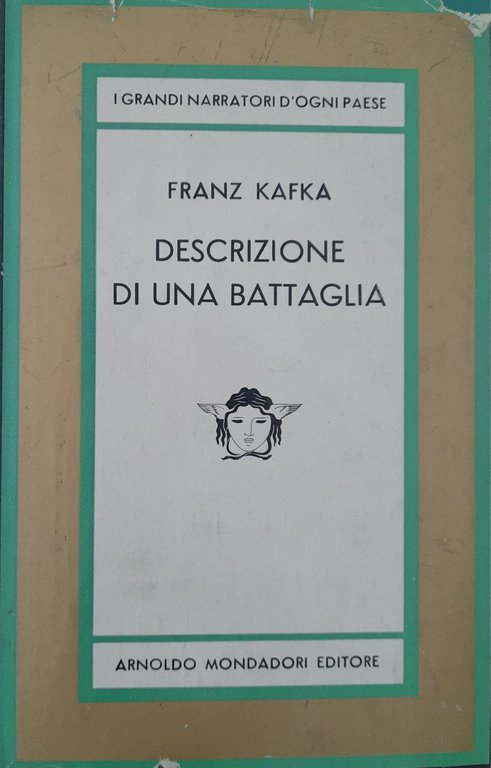 I GRANDI NARRATORI D'OGNI PAESE
FRANZ KAFKA
DESCRIZIONE
DI UNA BATTAGLIA
ARNOLDO MONDADORI EDITORE